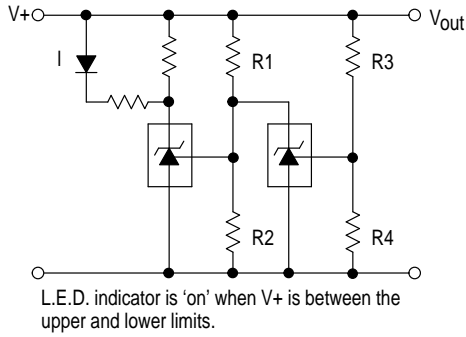 V+ Vout
I R1 R3
R2 R4
L.E.D. indicator is ‘on’ when V+ is between the
upper and lower limits.